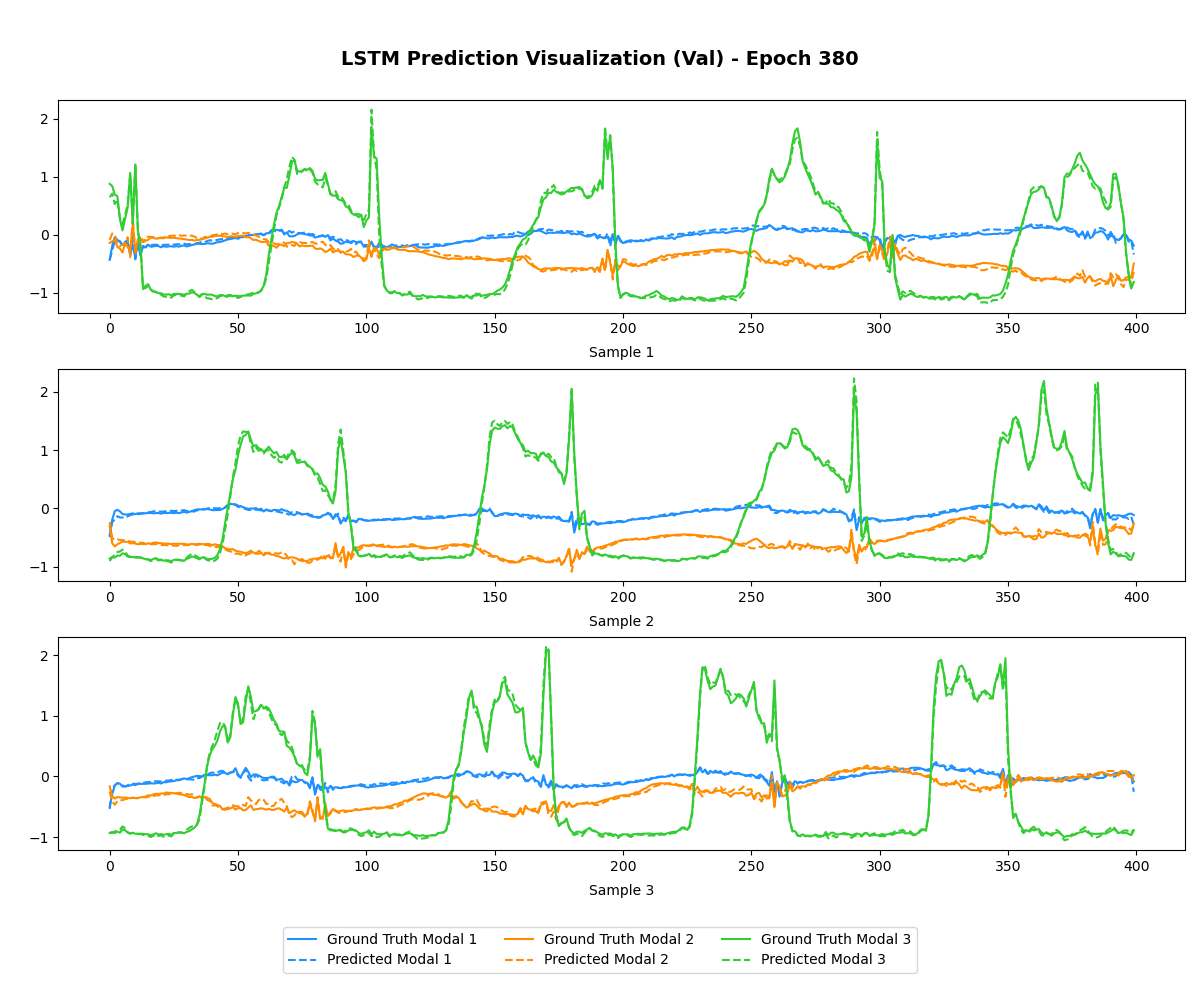 LSTM Prediction Visualization (Val) - Epoch 380
2
1
0
−1
0 50 100 150 200 250 300 350 400
Sample 1
2
1
0
−1
0 50 100 150 200 250 300 350 400
Sample 2
2
1
0
−1
0 50 100 150 200 250 300 350 400
Sample 3
Ground Truth Modal 1 Ground Truth Modal 2 Ground Truth Modal 3
Predicted Modal 1 Predicted Modal 2 Predicted Modal 3